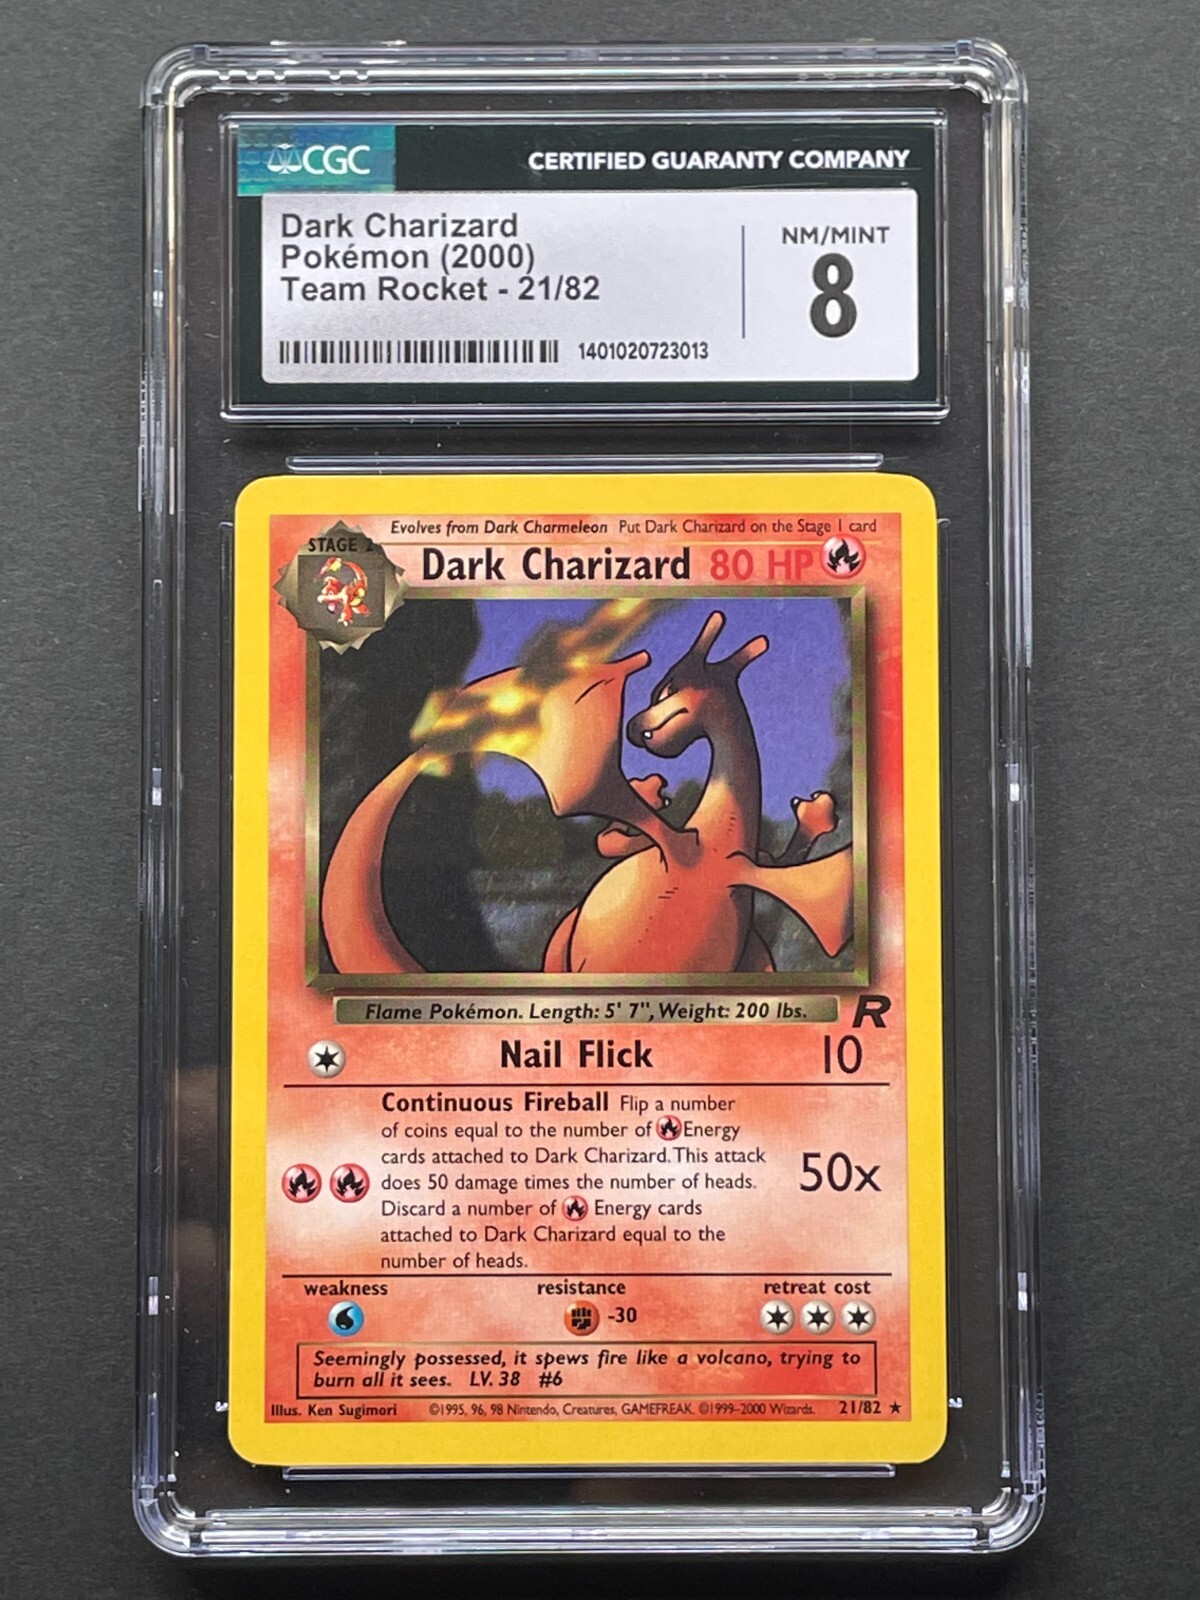 CGC
CERTIFIED GUARANTY COMPANY
Dark Charizard
Pokémon (2000)
Team Rocket - 21/82
NM/MINT
8
1401020723013
Evolves from Dark Charmeleon Put Dark Charizard on the Stage 1 card
STAGE 2
Dark Charizard 80 HP
Flame Pokémon. Length: 5' 7", Weight: 200 lbs.
R
Nail Flick 10
Continuous Fireball Flip a number
of coins equal to the number of Energy
cards attached to Dark Charizard. This attack
does 50 damage times the number of heads.
Discard a number of Energy cards
attached to Dark Charizard equal to the
number of heads.
50x
weakness resistance retreat cost
-30
Seemingly possessed, it spews fire like a volcano, trying to
burn all it sees. LV. 38 #6
Illus. Ken Sugimori ©1995, 96, 98 Nintendo, Creatures, GAMEFREAK. ©1999-2000 Wizards. 21/82 ★